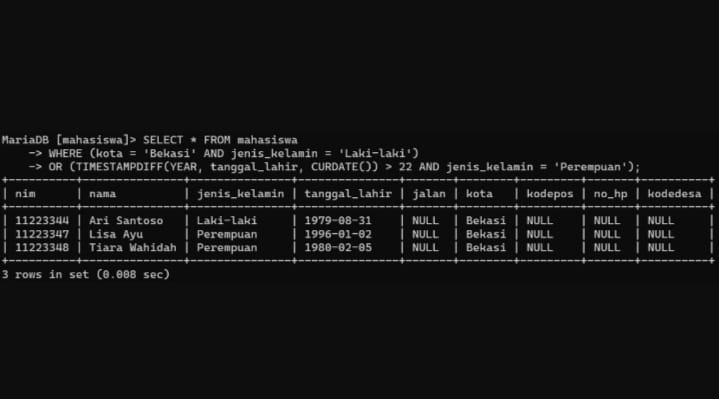 MariaDB [mahasiswa]> SELECT * FROM mahasiswa
    -> WHERE (kota = 'Bekasi' AND jenis_kelamin = 'Laki-laki')
    -> OR (TIMESTAMPDIFF(YEAR, tanggal_lahir, CURDATE()) > 22 AND jenis_kelamin = 'Perempuan');
+----------+---------------+---------------+---------------+-------+--------+---------+-------+----------+
| nim      | nama          | jenis_kelamin | tanggal_lahir | jalan | kota   | kodepos | no_hp | kodedesa |
+----------+---------------+---------------+---------------+-------+--------+---------+-------+----------+
| 11223344 | Ari Santoso   | Laki-laki     | 1979-08-31    | NULL  | Bekasi | NULL    | NULL  | NULL     |
| 11223347 | Lisa Ayu      | Perempuan     | 1996-01-02    | NULL  | Bekasi | NULL    | NULL  | NULL     |
| 11223348 | Tiara Wahidah | Perempuan     | 1980-02-05    | NULL  | Bekasi | NULL    | NULL  | NULL     |
+----------+---------------+---------------+---------------+-------+--------+---------+-------+----------+
3 rows in set (0.008 sec)